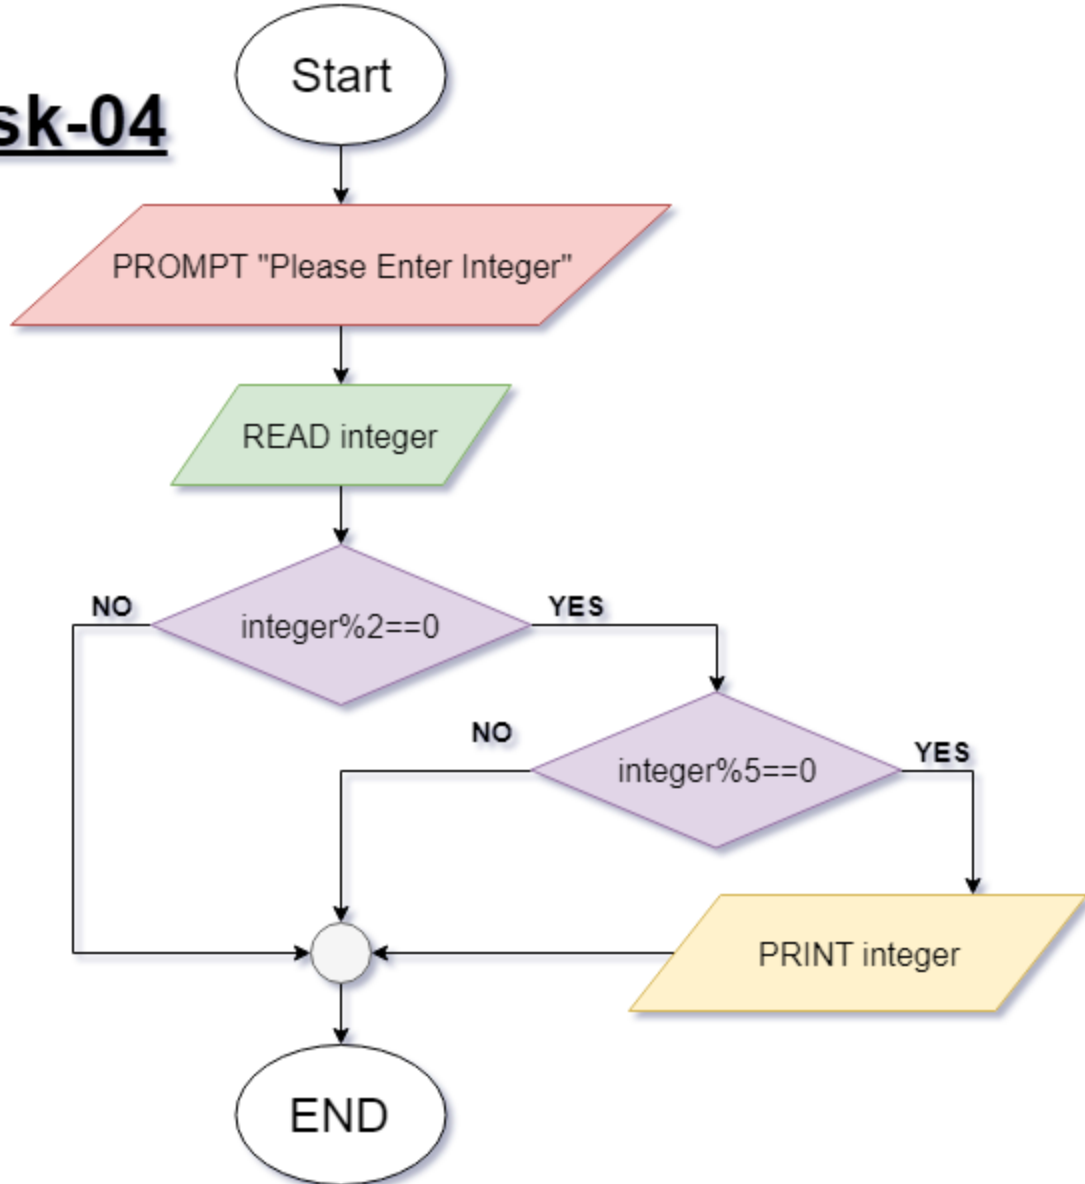 Start
sk-04
PROMPT "Please Enter Integer"
READ integer
NO
integer%2==0
YES
NO
integer%5==0
YES
PRINT integer
END